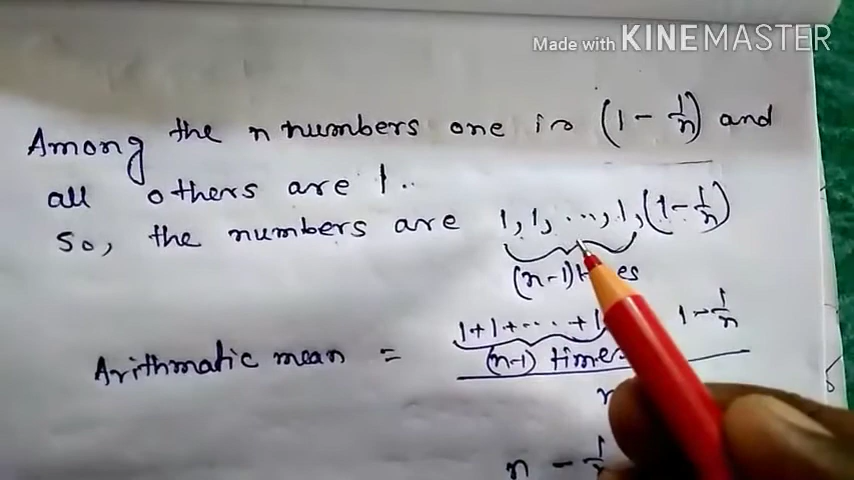 Made with KINEMASTER
Among the n numbers one is (1 - 1/n) and
all others are 1.
So, the numbers are 1, 1, ..., 1, (1 - 1/n)
(n-1) times
1+1+ ... +1 1 - 1/n
Arithmatic mean =
(n-1) times
n
n - 1/n